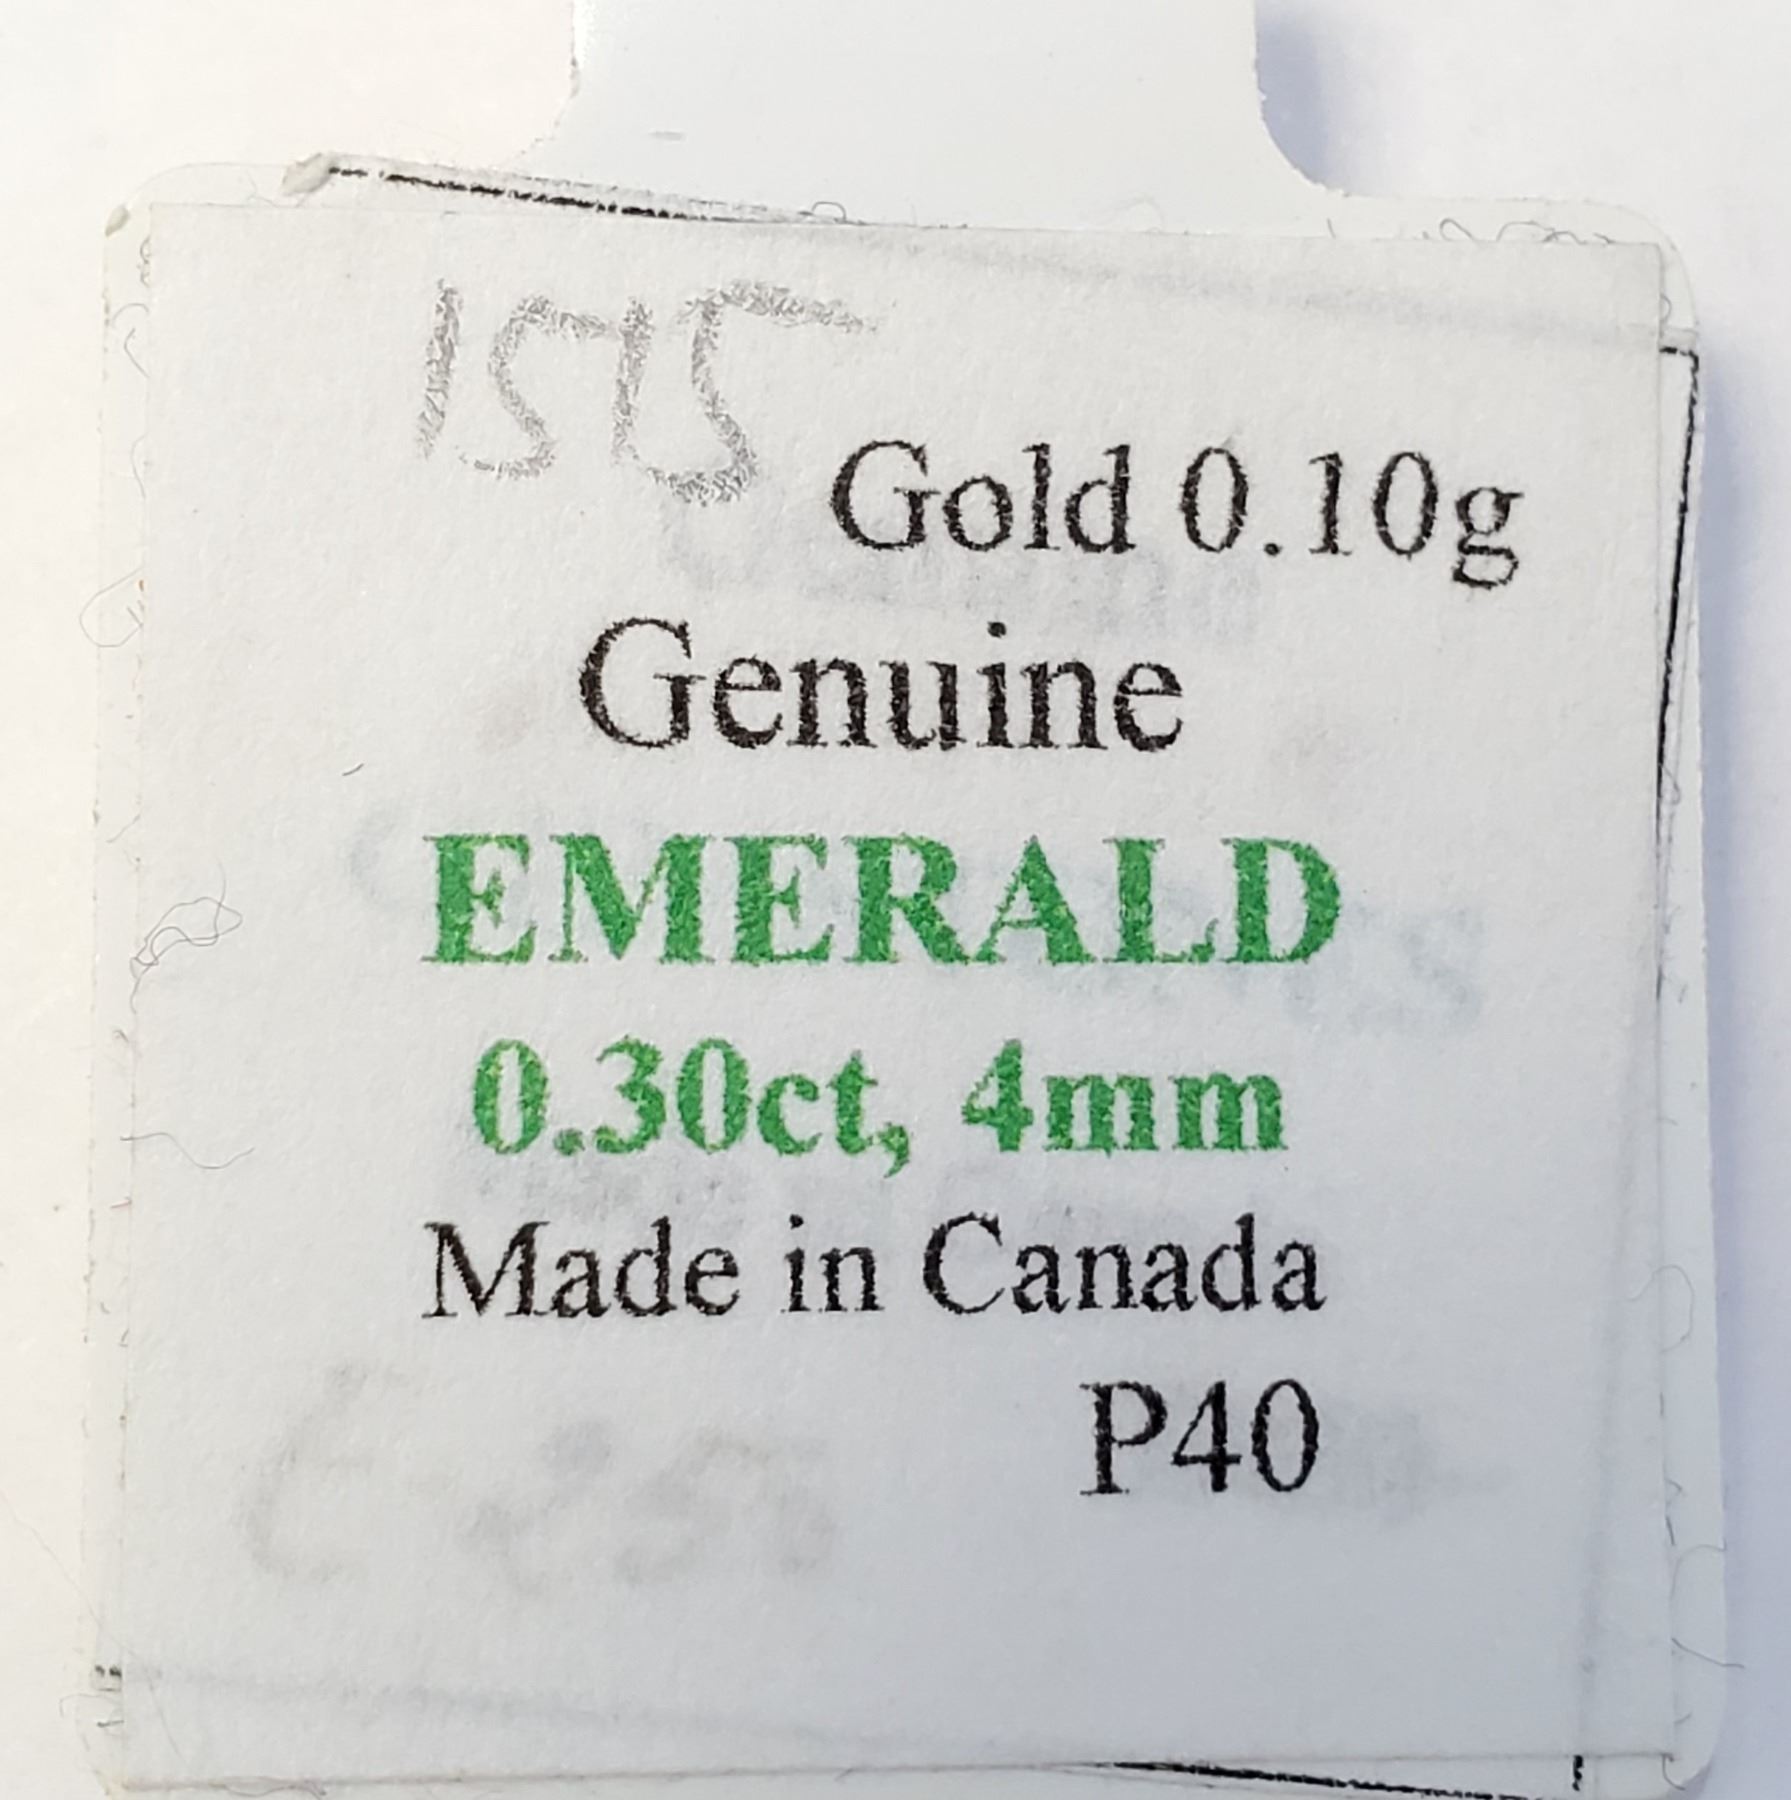 Gold 0.10g
Genuine
EMERALD
0.30ct, 4mm
Made in Canada
P40